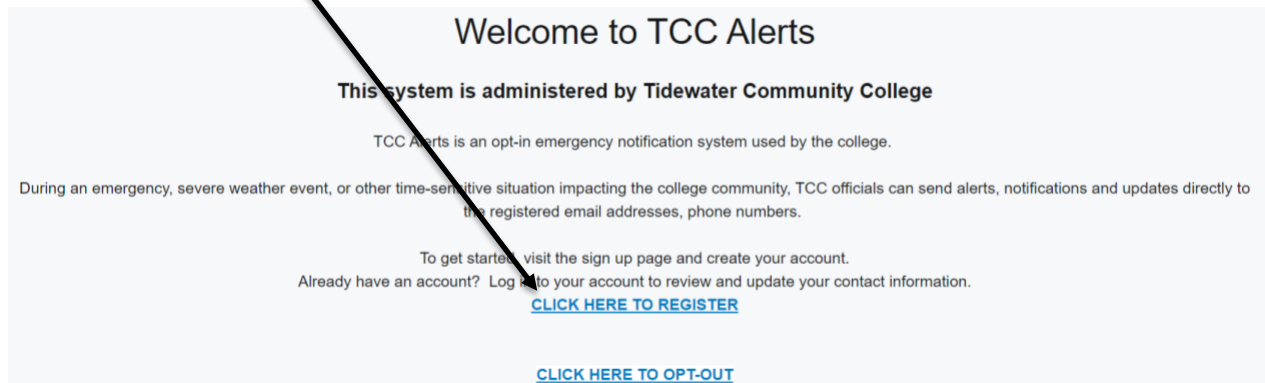 Welcome to TCC Alerts
This system is administered by Tidewater Community College
TCC Alerts is an opt-in emergency notification system used by the college.
During an emergency, severe weather event, or other time-sensitive situation impacting the college community, TCC officials can send alerts, notifications and updates directly to
the registered email addresses, phone numbers.
To get started, visit the sign up page and create your account.
Already have an account? Log into your account to review and update your contact information.
CLICK HERE TO REGISTER
CLICK HERE TO OPT-OUT